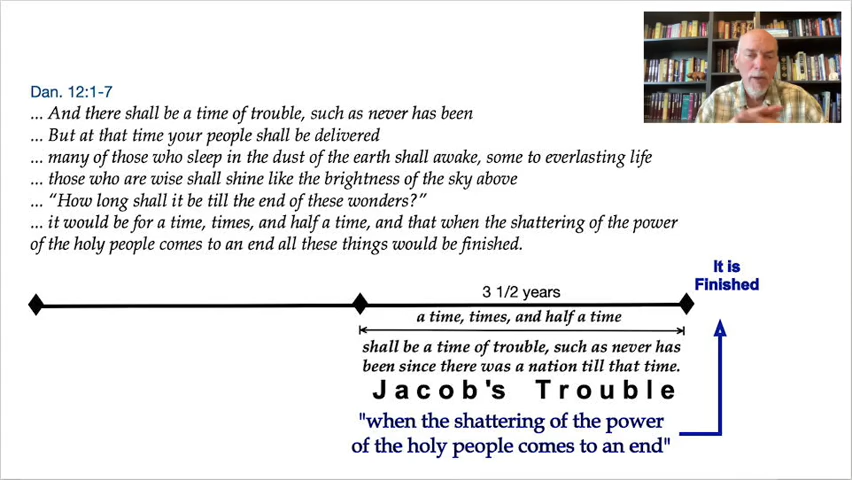 Dan. 12:1-7
... And there shall be a time of trouble, such as never has been
... But at that time your people shall be delivered
... many of those who sleep in the dust of the earth shall awake, some to everlasting life
... those who are wise shall shine like the brightness of the sky above
... “How long shall it be till the end of these wonders?”
... it would be for a time, times, and half a time, and that when the shattering of the power
of the holy people comes to an end all these things would be finished.
It is
Finished
3 1/2 years
a time, times, and half a time
shall be a time of trouble, such as never has
been since there was a nation till that time.
Jacob's Trouble
"when the shattering of the power
of the holy people comes to an end"